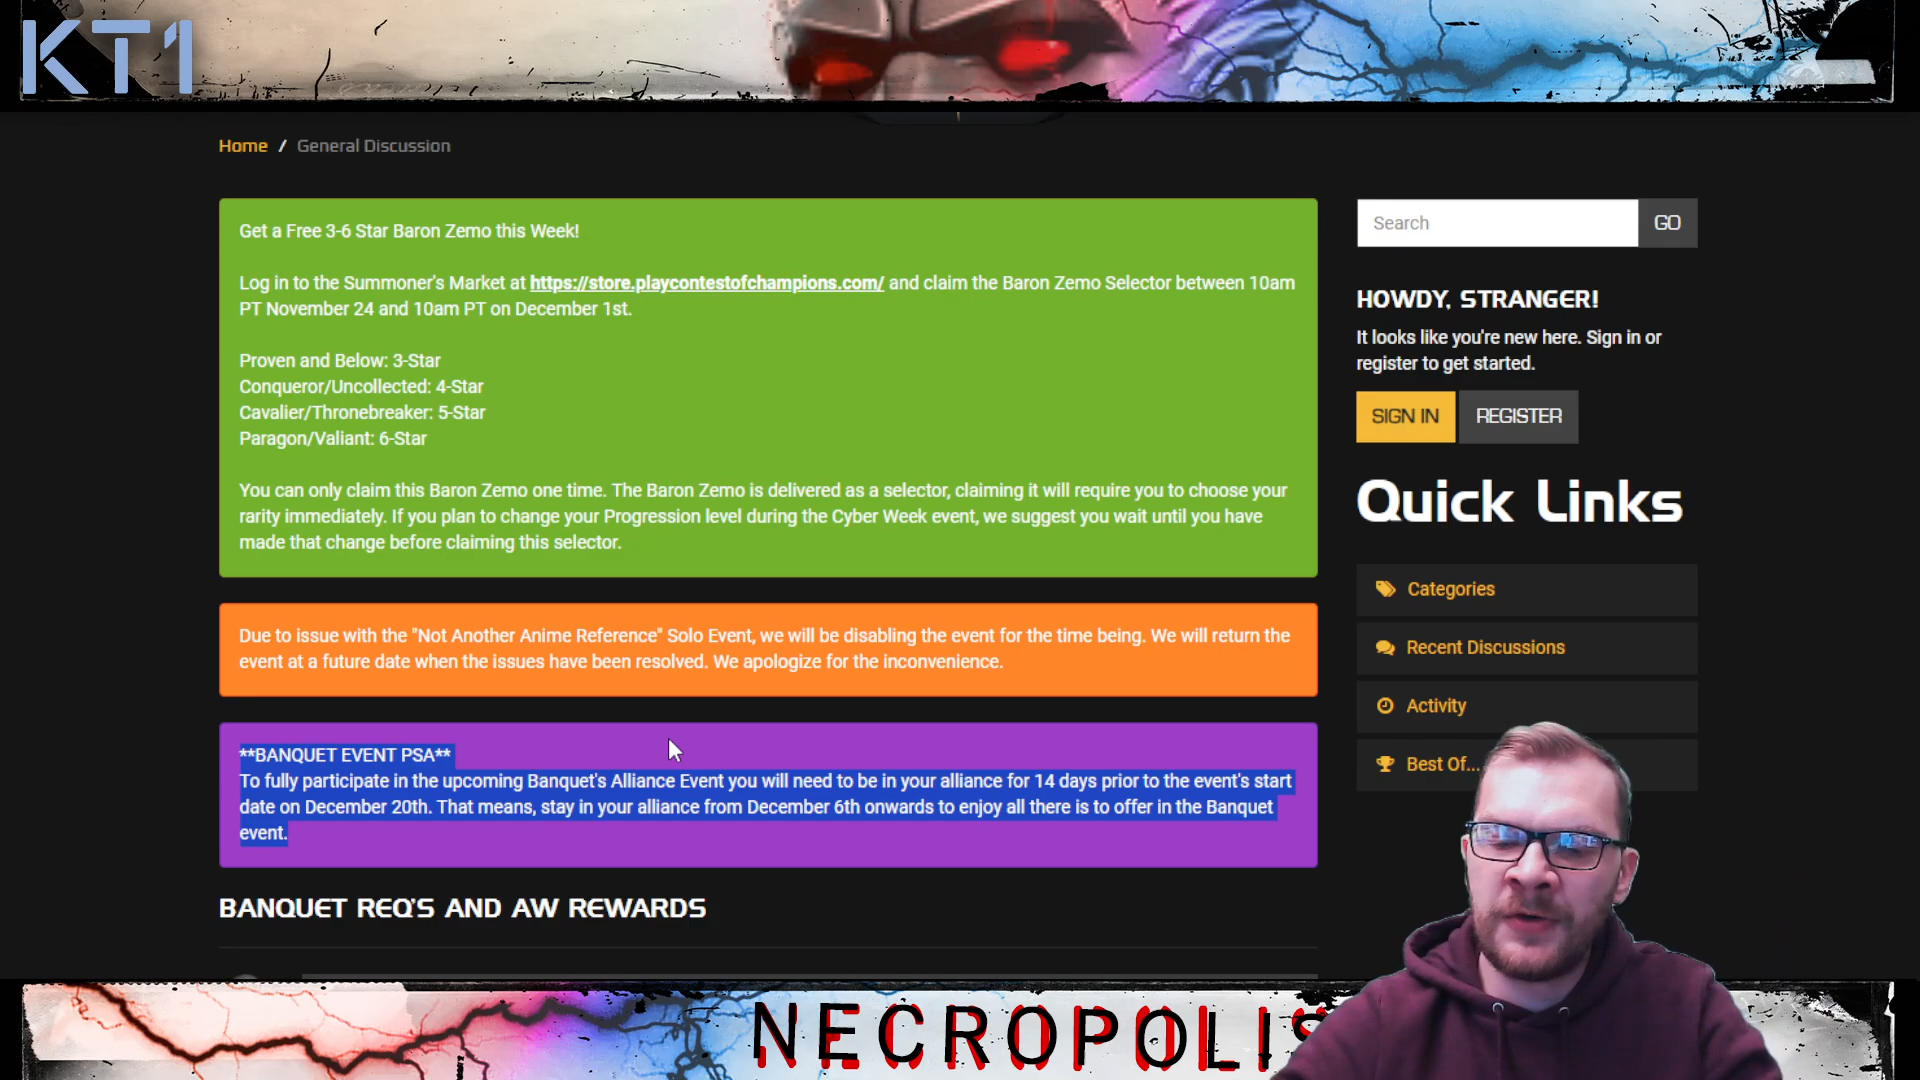 KT1
Home / General Discussion
Get a Free 3-6 Star Baron Zemo this Week!
Log in to the Summoner's Market at https://store.playcontestofchampions.com/ and claim the Baron Zemo Selector between 10am
PT November 24 and 10am PT on December 1st.
Proven and Below: 3-Star
Conqueror/Uncollected: 4-Star
Cavalier/Thronebreaker: 5-Star
Paragon/Valiant: 6-Star
You can only claim this Baron Zemo one time. The Baron Zemo is delivered as a selector, claiming it will require you to choose your
rarity immediately. If you plan to change your Progression level during the Cyber Week event, we suggest you wait until you have
made that change before claiming this selector.
Due to issue with the "Not Another Anime Reference" Solo Event, we will be disabling the event for the time being. We will return the
event at a future date when the issues have been resolved. We apologize for the inconvenience.
**BANQUET EVENT PSA**
To fully participate in the upcoming Banquet's Alliance Event you will need to be in your alliance for 14 days prior to the event's start
date on December 20th. That means, stay in your alliance from December 6th onwards to enjoy all there is to offer in the Banquet
event.
BANQUET REQ'S AND AW REWARDS
Search
GO
HOWDY, STRANGER!
It looks like you're new here. Sign in or
register to get started.
SIGN IN
REGISTER
Quick Links
Categories
Recent Discussions
Activity
Best Of...
NECROPOLIS